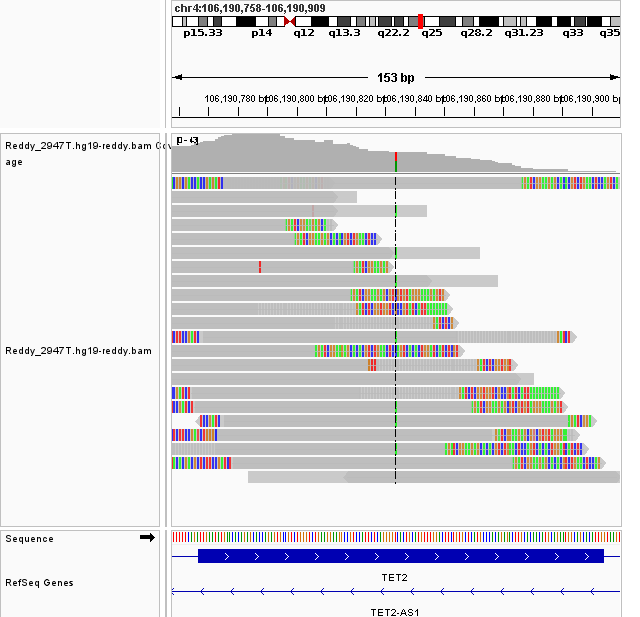 chr4:106,190,758-106,190,909
p15.33 p14 q12 q13.3 q22.2 q25 q28.2 q31.23 q33 q35
153 bp
106,190,780 bp 106,190,800 bp 106,190,820 bp 106,190,840 bp 106,190,860 bp 106,190,880 bp 106,190,900 bp
Reddy_2947T.hg19-reddy.bam Cov
age
Reddy_2947T.hg19-reddy.bam
Sequence
TET2
RefSeq Genes
TET2-AS1